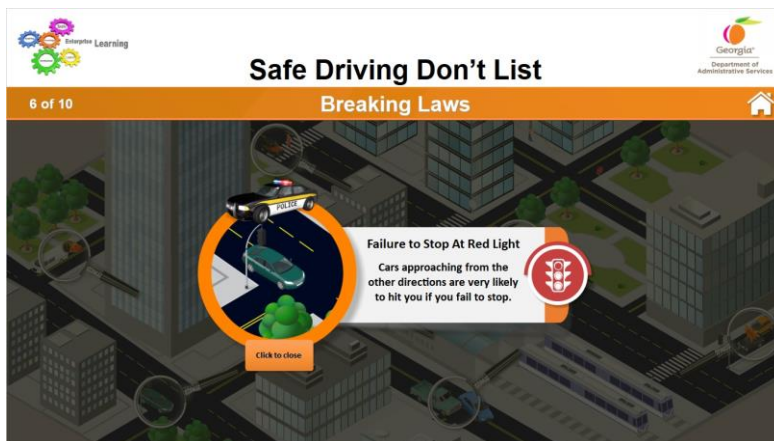 Enterprise Learning
Safe Driving Don't List
Georgia®
Department of
Administrative Services
6 of 10
Breaking Laws
POLICE
Failure to Stop At Red Light
Cars approaching from the
other directions are very likely
to hit you if you fail to stop.
Click to close